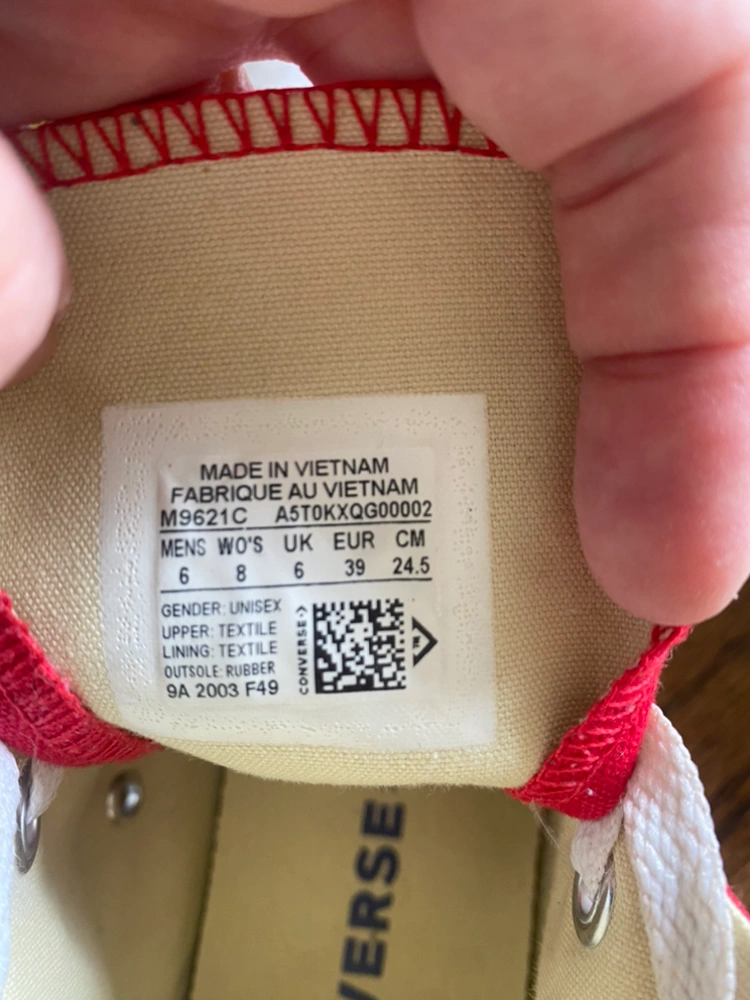 MADE IN VIETNAM
FABRIQUE AU VIETNAM
M9621C A5T0KXQG00002
MENS WO'S UK EUR CM
6 8 6 39 24.5
GENDER: UNISEX
UPPER: TEXTILE
LINING: TEXTILE
OUTSOLE: RUBBER
9A 2003 F49
CONVERSE
VERSE